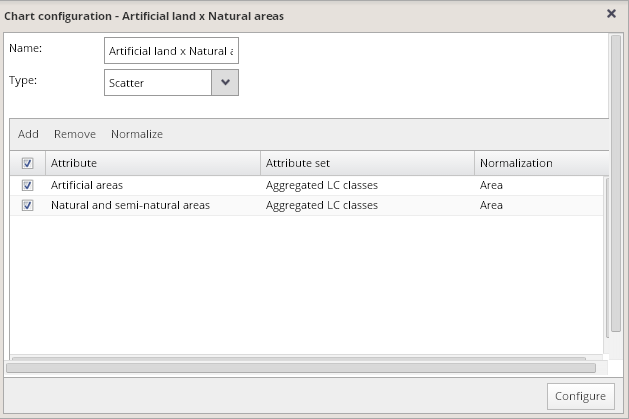 Chart configuration - Artificial land x Natural areas
Name: Artificial land x Natural a
Type: Scatter
Add Remove Normalize
Attribute Attribute set Normalization
Artificial areas Aggregated LC classes Area
Natural and semi-natural areas Aggregated LC classes Area
Configure